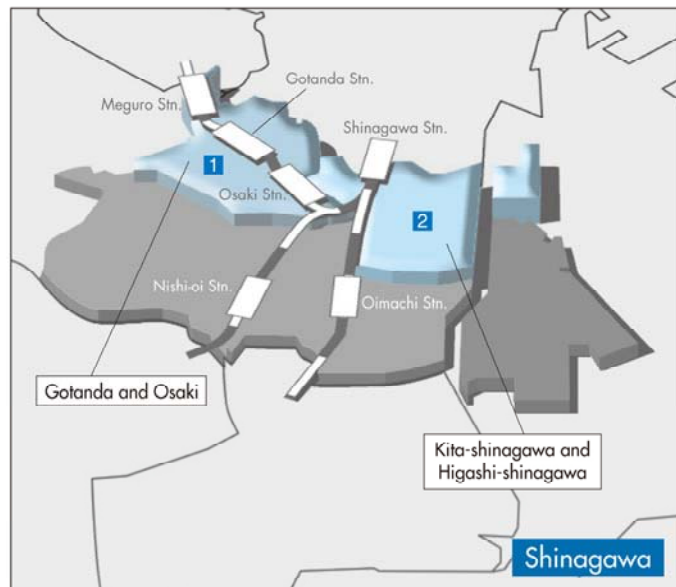 Gotanda Stn.
Meguro Stn.
Shinagawa Stn.
1
Osaki Stn.
2
Nishi-oi Stn.
Oimachi Stn.
Gotanda and Osaki
Kita-shinagawa and
Higashi-shinagawa
Shinagawa